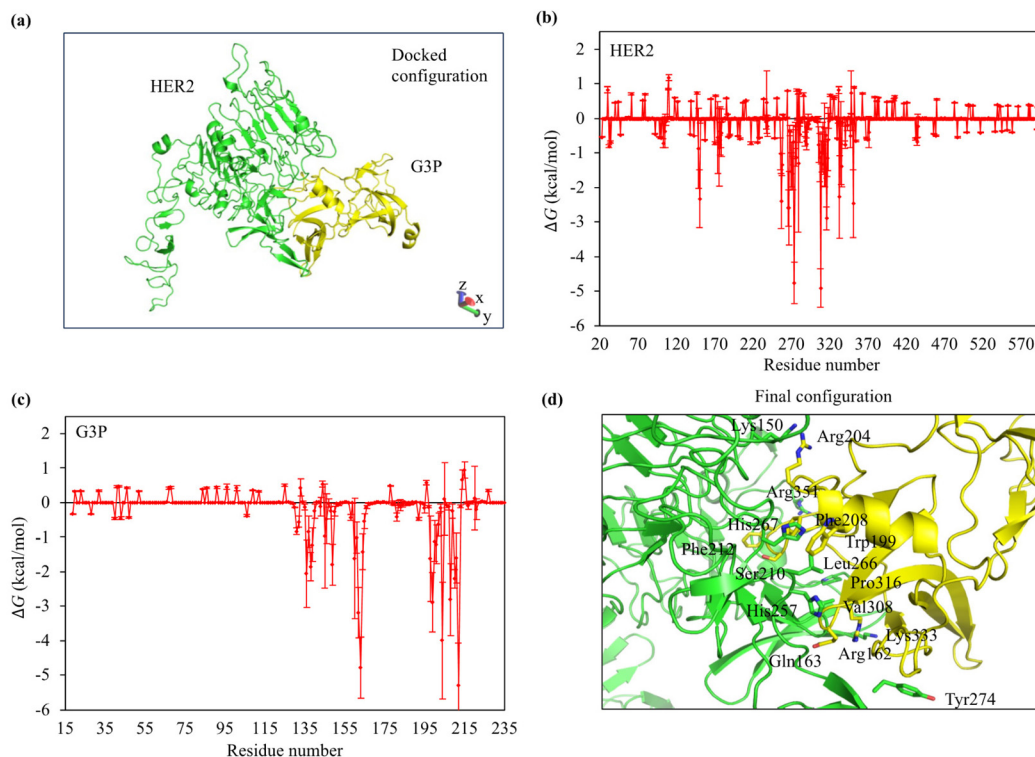 (a)
HER2
Docked
configuration
G3P
z
x
y
(b)
HER2
2
1
0
-1
-2
-3
-4
-5
-6
ΔG (kcal/mol)
20 70 120 170 220 270 320 370 420 470 520 570
Residue number
(c)
G3P
2
1
0
-1
-2
-3
-4
-5
-6
ΔG (kcal/mol)
15 35 55 75 95 115 135 155 175 195 215 235
Residue number
(d)
Final configuration
Lys150
Arg204
Arg351
His267
Phe208
Phe212
Trp199
Leu266
Ser210
Pro316
His257
Val308
Lys333
Gln163
Arg162
Tyr274